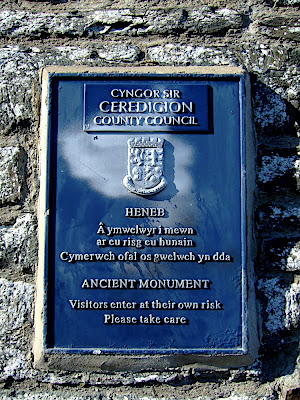 CYNGOR SIR
CEREDIGION
COUNTY COUNCIL
HENEB
Â ymwelwyr i mewn
ar eu risg eu hunain
Cymerwch ofal os gwelwch yn dda
ANCIENT MONUMENT
Visitors enter at their own risk
Please take care